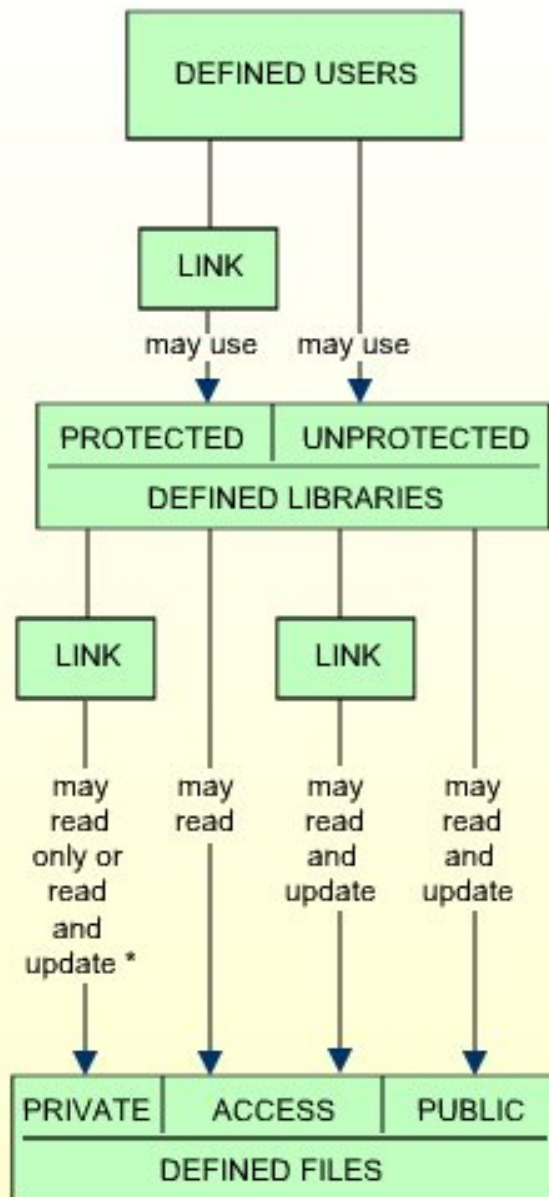 DEFINED USERS
LINK
may use
may use
PROTECTED
UNPROTECTED
DEFINED LIBRARIES
LINK
LINK
may
read
only or
read
and
update *
may
read
may
read
and
update
may
read
and
update
PRIVATE
ACCESS
PUBLIC
DEFINED FILES